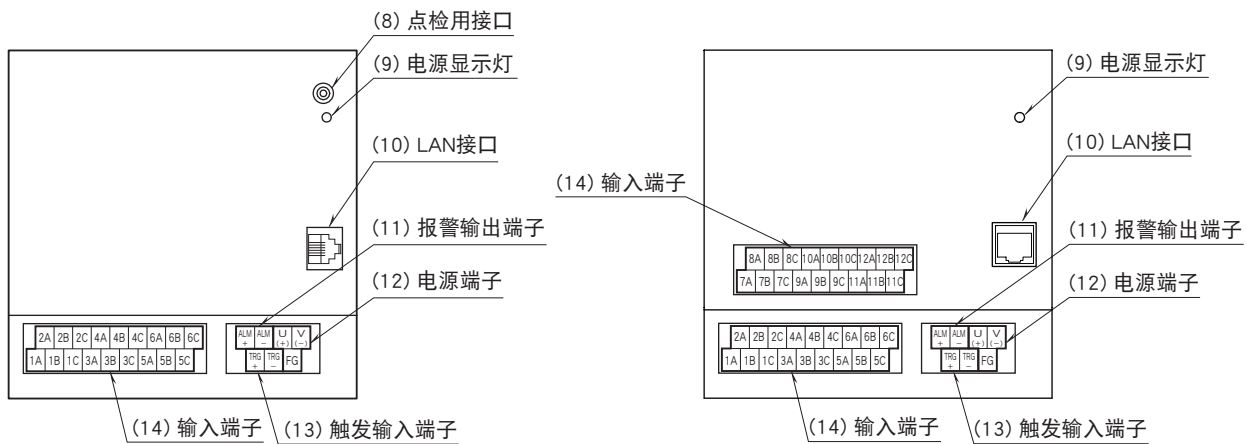 (8) 点检用接口
(9) 电源显示灯
(10) LAN接口
(11) 报警输出端子
(12) 电源端子
2A 2B 2C 4A 4B 4C 6A 6B 6C
1A 1B 1C 3A 3B 3C 5A 5B 5C
ALM + ALM − U (+) V (−)
TRG + TRG − FG
(14) 输入端子
(13) 触发输入端子
(9) 电源显示灯
(10) LAN接口
(14) 输入端子
(11) 报警输出端子
8A 8B 8C 10A 10B 10C 12A 12B 12C
7A 7B 7C 9A 9B 9C 11A 11B 11C
(12) 电源端子
2A 2B 2C 4A 4B 4C 6A 6B 6C
1A 1B 1C 3A 3B 3C 5A 5B 5C
ALM + ALM − U (+) V (−)
TRG + TRG − FG
(14) 输入端子
(13) 触发输入端子